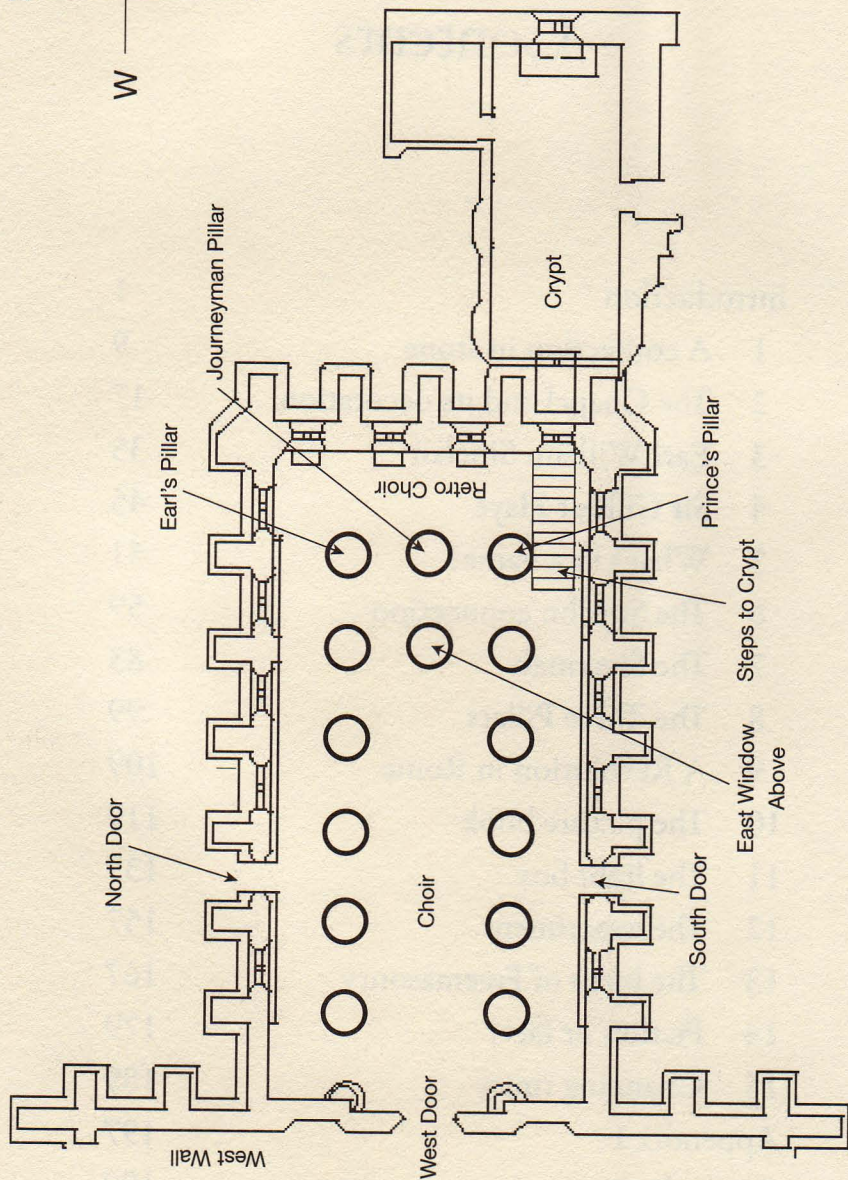 W
North Door
Earl's Pillar
Journeyman Pillar
West Wall
West Door
Choir
Retro Choir
Crypt
South Door
East Window
Above
Steps to Crypt
Prince's Pillar